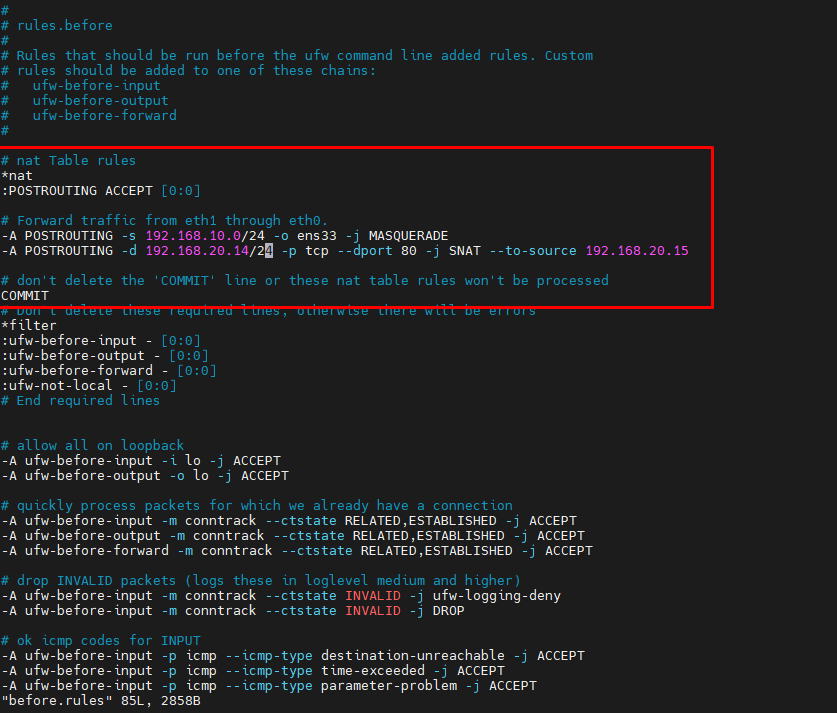 #
# rules.before
#
# Rules that should be run before the ufw command line added rules. Custom
# rules should be added to one of these chains:
#   ufw-before-input
#   ufw-before-output
#   ufw-before-forward
#
# nat Table rules
*nat
:POSTROUTING ACCEPT [0:0]
# Forward traffic from eth1 through eth0.
-A POSTROUTING -s 192.168.10.0/24 -o ens33 -j MASQUERADE
-A POSTROUTING -d 192.168.20.14/24 -p tcp --dport 80 -j SNAT --to-source 192.168.20.15
# don't delete the 'COMMIT' line or these nat table rules won't be processed
COMMIT
# Don't delete these required lines, otherwise there will be errors
*filter
:ufw-before-input - [0:0]
:ufw-before-output - [0:0]
:ufw-before-forward - [0:0]
:ufw-not-local - [0:0]
# End required lines
# allow all on loopback
-A ufw-before-input -i lo -j ACCEPT
-A ufw-before-output -o lo -j ACCEPT
# quickly process packets for which we already have a connection
-A ufw-before-input -m conntrack --ctstate RELATED,ESTABLISHED -j ACCEPT
-A ufw-before-output -m conntrack --ctstate RELATED,ESTABLISHED -j ACCEPT
-A ufw-before-forward -m conntrack --ctstate RELATED,ESTABLISHED -j ACCEPT
# drop INVALID packets (logs these in loglevel medium and higher)
-A ufw-before-input -m conntrack --ctstate INVALID -j ufw-logging-deny
-A ufw-before-input -m conntrack --ctstate INVALID -j DROP
# ok icmp codes for INPUT
-A ufw-before-input -p icmp --icmp-type destination-unreachable -j ACCEPT
-A ufw-before-input -p icmp --icmp-type time-exceeded -j ACCEPT
-A ufw-before-input -p icmp --icmp-type parameter-problem -j ACCEPT
"before.rules" 85L, 2858B